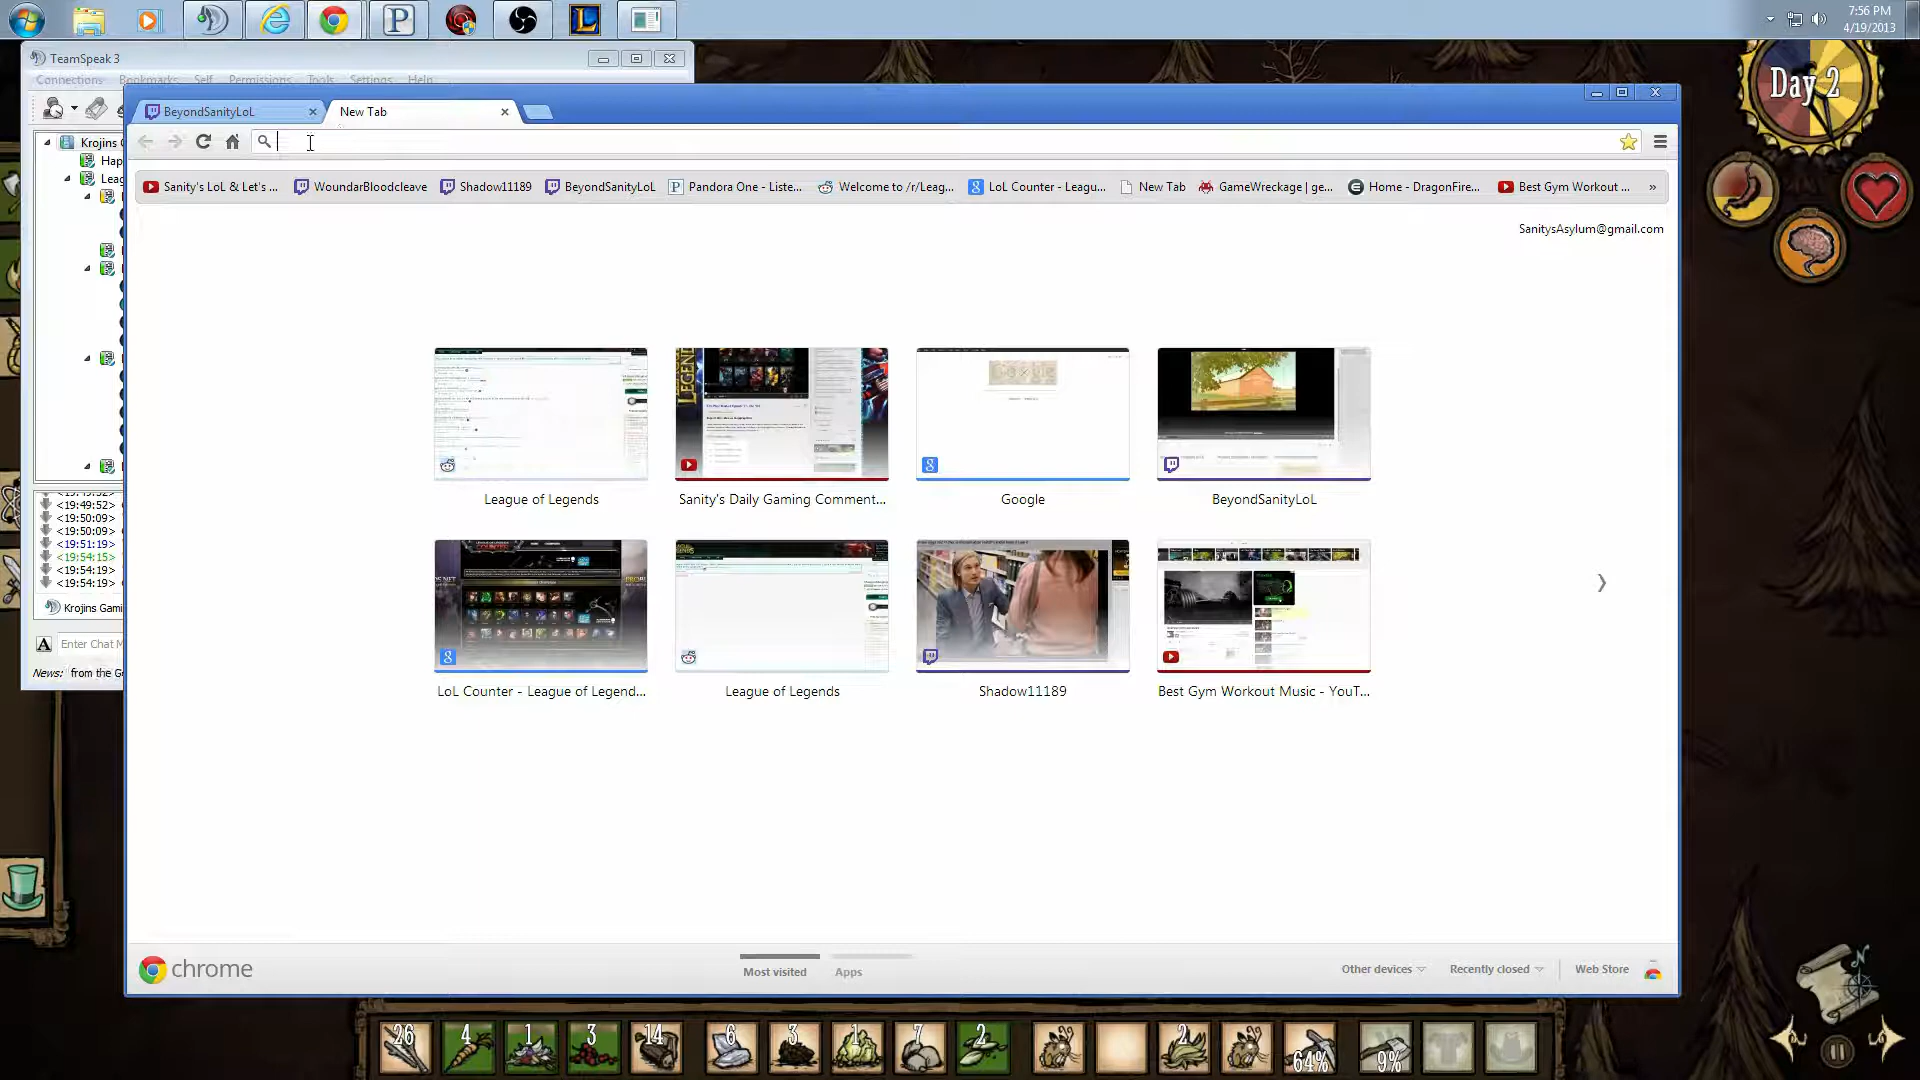 7:56 PM
4/19/2013
TeamSpeak 3
Connections Bookmarks Self Permissions Tools Settings Help
Day 2
BeyondSanityLoL
New Tab
Krojins
Hap
Leag
Sanity's LoL & Let's ...
WoundarBloodcleave
Shadow11189
BeyondSanityLoL
Pandora One - Liste...
Welcome to /r/Leag...
LoL Counter - Leagu...
New Tab
GameWreckage | ge...
Home - DragonFire...
Best Gym Workout ...
»
SanitysAsylum@gmail.com
League of Legends
Sanity's Daily Gaming Comment...
Google
BeyondSanityLoL
<19:49:52>
<19:50:09>
<19:50:09>
<19:51:19>
<19:54:15>
<19:54:19>
<19:54:19>
Krojins Gami
Enter Chat M
News: from the G
LoL Counter - League of Legend...
League of Legends
Shadow11189
Best Gym Workout Music - YouT...
chrome
Most visited
Apps
Other devices
Recently closed
Web Store
26 4 1 3 14 6 3 1 7 2 2 64% 9%
N